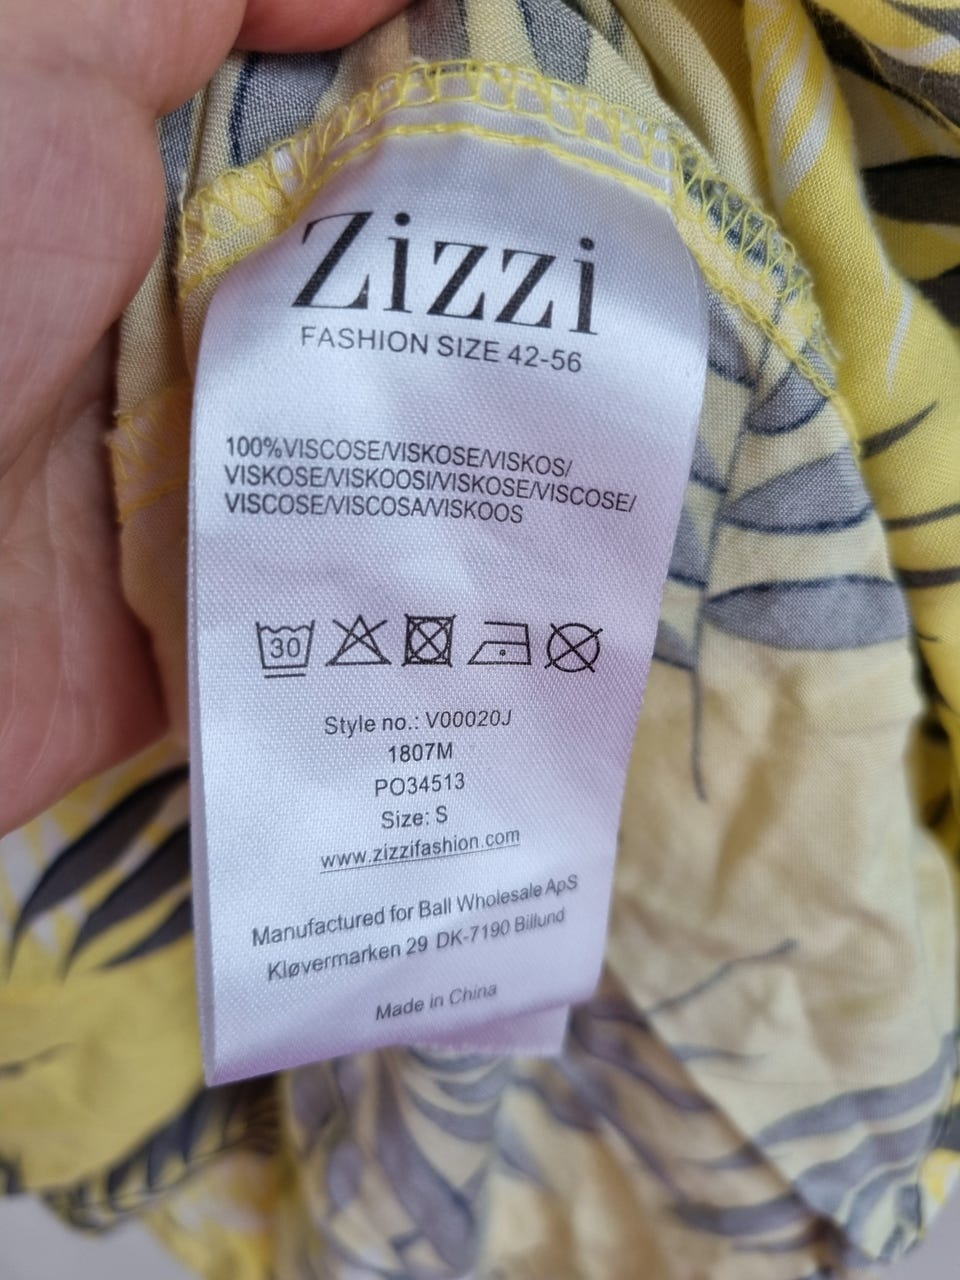 Zizzi
FASHION SIZE 42-56
100%VISCOSE/VISKOSE/VISKOS/
VISKOSE/VISKOOSI/VISKOSE/VISCOSE/
VISCOSE/VISCOSA/VISKOOS
30
Style no.: V00020J
1807M
PO34513
Size: S
www.zizzifashion.com
Manufactured for Ball Wholesale ApS
Kløvermarken 29 DK-7190 Billund
Made in China